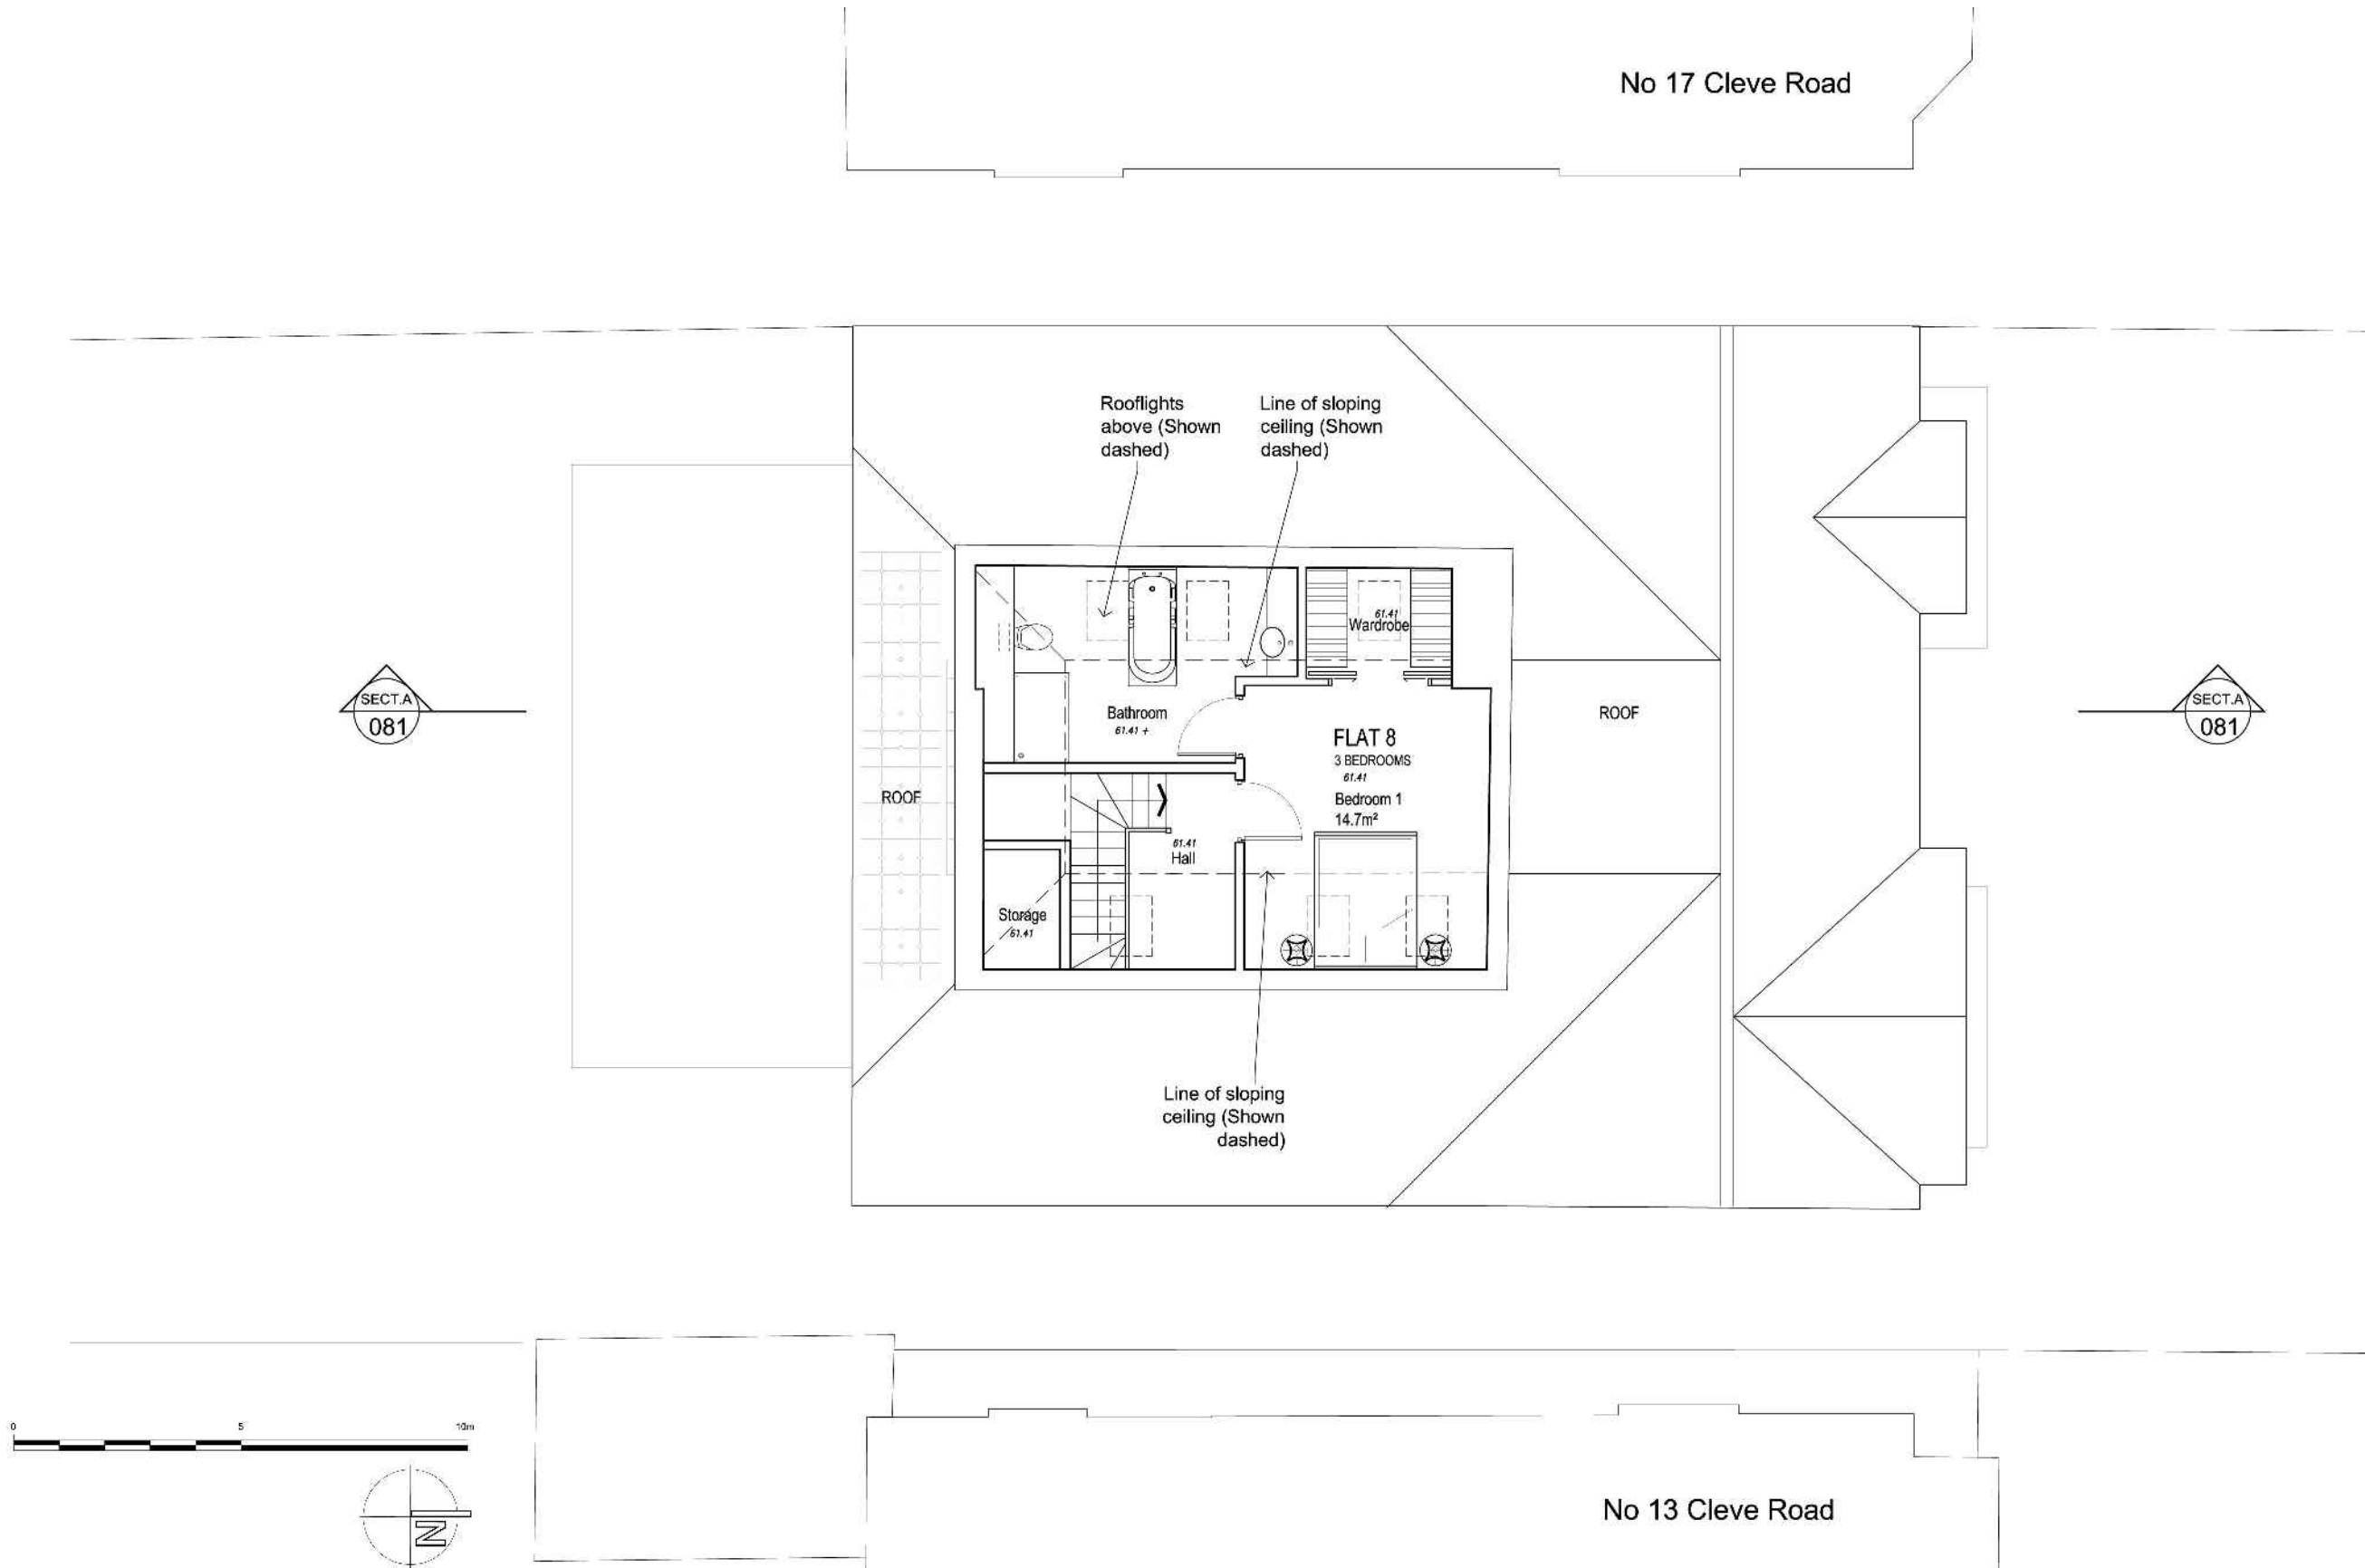 No 17 Cleve Road
Rooflights
above (Shown
dashed)
Line of sloping
ceiling (Shown
dashed)
61.41
Wardrobe
SECT.A
081
SECT.A
081
Bathroom
61.41 +
ROOF
FLAT 8
3 BEDROOMS
61.41
Bedroom 1
14.7m²
ROOF
61.41
Hall
Storage
61.41
Line of sloping
ceiling (Shown
dashed)
0 5 10m
N
No 13 Cleve Road